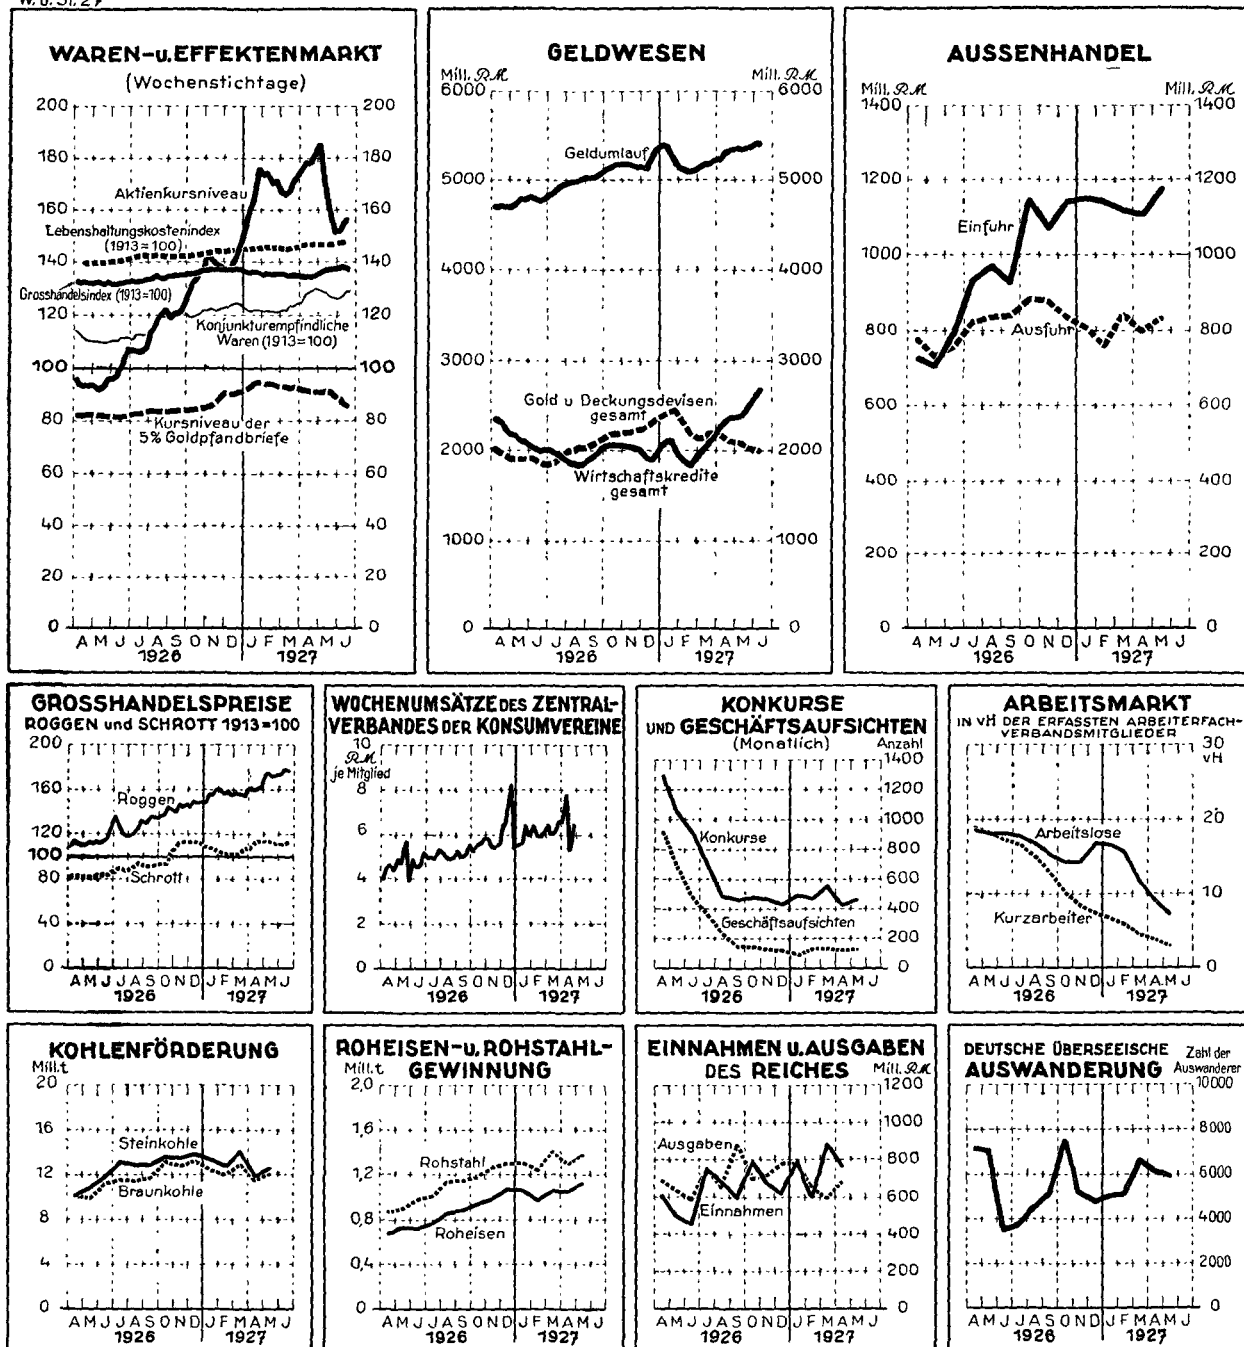 W. u. St. 27
WAREN-u. EFFEKTENMARKT
(Wochenstichtage)
200 200
180 180
160 160
140 140
120 120
100 100
80 80
60 60
40 40
20 20
0 0
Aktienkursniveau
Lebenshaltungskostenindex
(1913=100)
Grosshandelsindex (1913=100)
Konjunkturempfindliche
Waren (1913=100)
Kursniveau der
5% Goldpfandbriefe
A M J J A S O N D J F M A M J
1926 1927
GELDWESEN
Mill. R.M. Mill. R.M.
6000 6000
5000 5000
4000 4000
3000 3000
2000 2000
1000 1000
0 0
Geldumlauf
Gold u Deckungsdevisen
gesamt
Wirtschaftskredite
gesamt
A M J J A S O N D J F M A M J
1926 1927
AUSSENHANDEL
Mill. R.M. Mill. R.M.
1400 1400
1200 1200
1000 1000
800 800
600 600
400 400
200 200
0 0
Einfuhr
Ausfuhr
A M J J A S O N D J F M A M J
1926 1927
GROSSHANDELSPREISE
ROGGEN und SCHROTT 1913=100
200
160
120
100
80
40
0
Roggen
Schrott
A M J J A S O N D J F M A M J
1926 1927
WOCHENUMSÄTZE DES ZENTRAL-
VERBANDES DER KONSUMVEREINE
10
R.M.
je Mitglied
8
6
4
2
0
A M J J A S O N D J F M A M J
1926 1927
KONKURSE
UND GESCHÄFTSAUFSICHTEN
(Monatlich) Anzahl
1400
1200
1000
800
600
400
200
0
Konkurse
Geschäftsaufsichten
A M J J A S O N D J F M A M J
1926 1927
ARBEITSMARKT
IN vH DER ERFASSTEN ARBEITERFACH-
VERBANDSMITGLIEDER
30
vH
20
10
0
Arbeitslose
Kurzarbeiter
A M J J A S O N D J F M A M J
1926 1927
KOHLENFÖRDERUNG
Mill.t
20
16
12
8
4
0
Steinkohle
Braunkohle
A M J J A S O N D J F M A M J
1926 1927
ROHEISEN-u. ROHSTAHL-
GEWINNUNG
Mill.t
2,0
1,6
1,2
0,8
0,4
0
Rohstahl
Roheisen
A M J J A S O N D J F M A M J
1926 1927
EINNAHMEN u. AUSGABEN
DES REICHES Mill. R.M.
1200
1000
800
600
400
200
0
Ausgaben
Einnahmen
A M J J A S O N D J F M A M J
1926 1927
DEUTSCHE ÜBERSEEISCHE
AUSWANDERUNG
Zahl der
Auswanderer
10000
8000
6000
4000
2000
0
A M J J A S O N D J F M A M J
1926 1927